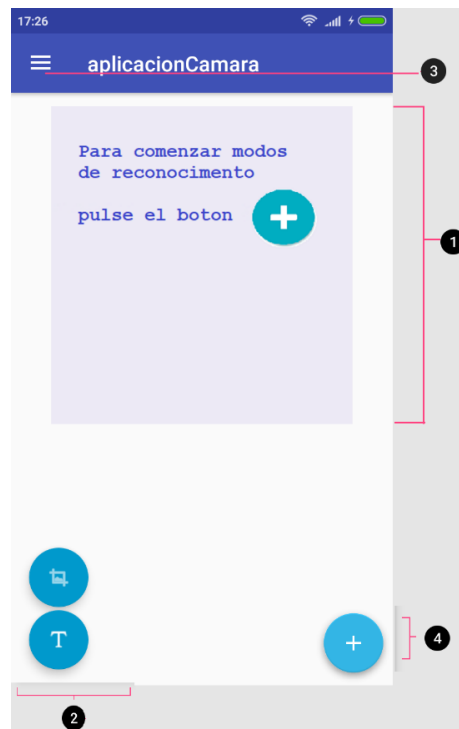 17:26
aplicacionCamara
3
Para comenzar modos
de reconocimento
pulse el boton
1
T
4
2